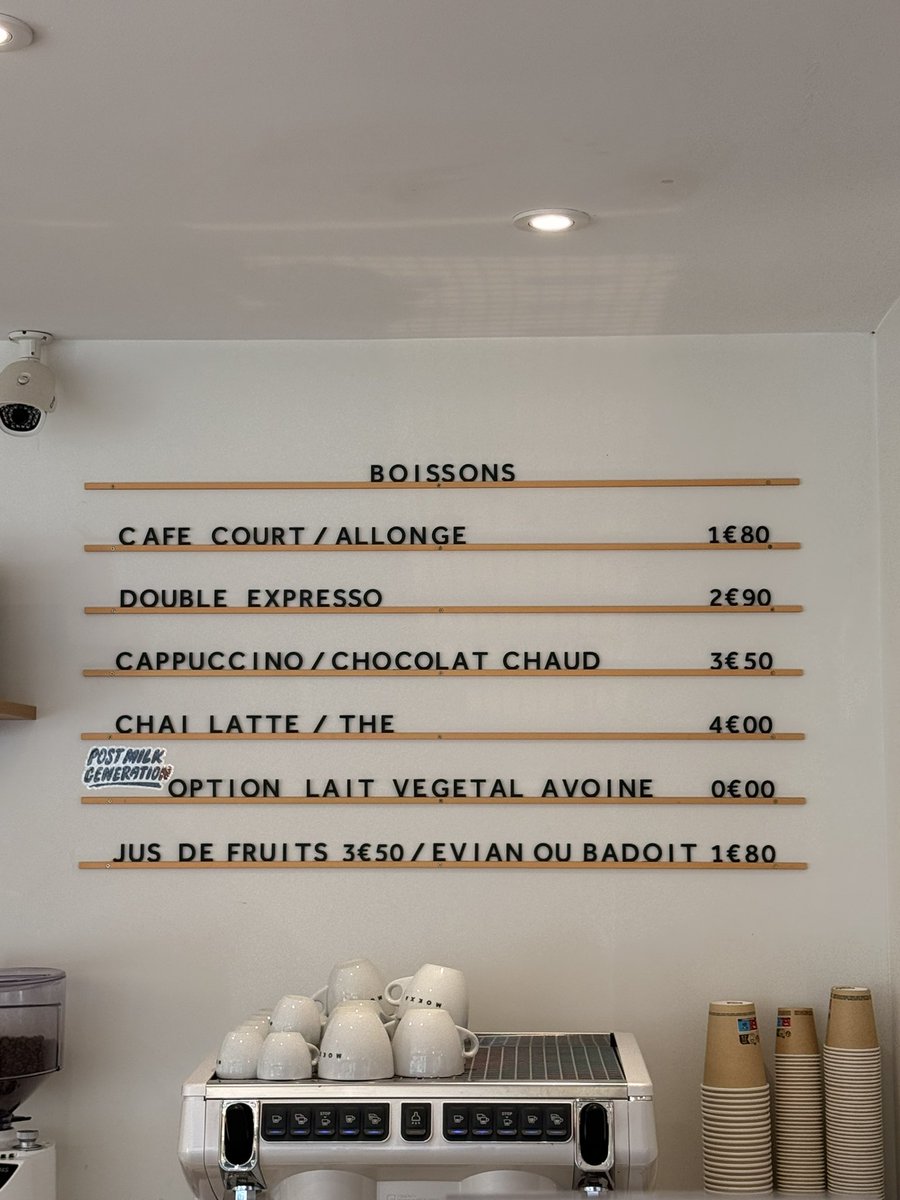 BOISSONS
CAFE COURT / ALLONGE 1€80
DOUBLE EXPRESSO 2€90
CAPPUCCINO / CHOCOLAT CHAUD 3€50
CHAI LATTE / THE 4€00
POST MILK
GENERATION
OPTION LAIT VEGETAL AVOINE 0€00
JUS DE FRUITS 3€50 / EVIAN OU BADOIT 1€80
STOP
STOP